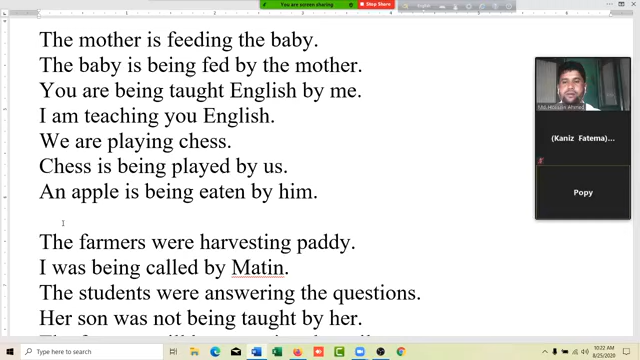 You are screen sharing
Stop Share
English
The mother is feeding the baby.
The baby is being fed by the mother.
You are being taught English by me.
I am teaching you English.
We are playing chess.
Chess is being played by us.
An apple is being eaten by him.
The farmers were harvesting paddy.
I was being called by Matin.
The students were answering the questions.
Her son was not being taught by her.
(Kaniz Fatema)...
Popy
Type here to search
10:22 AM
8/25/2020